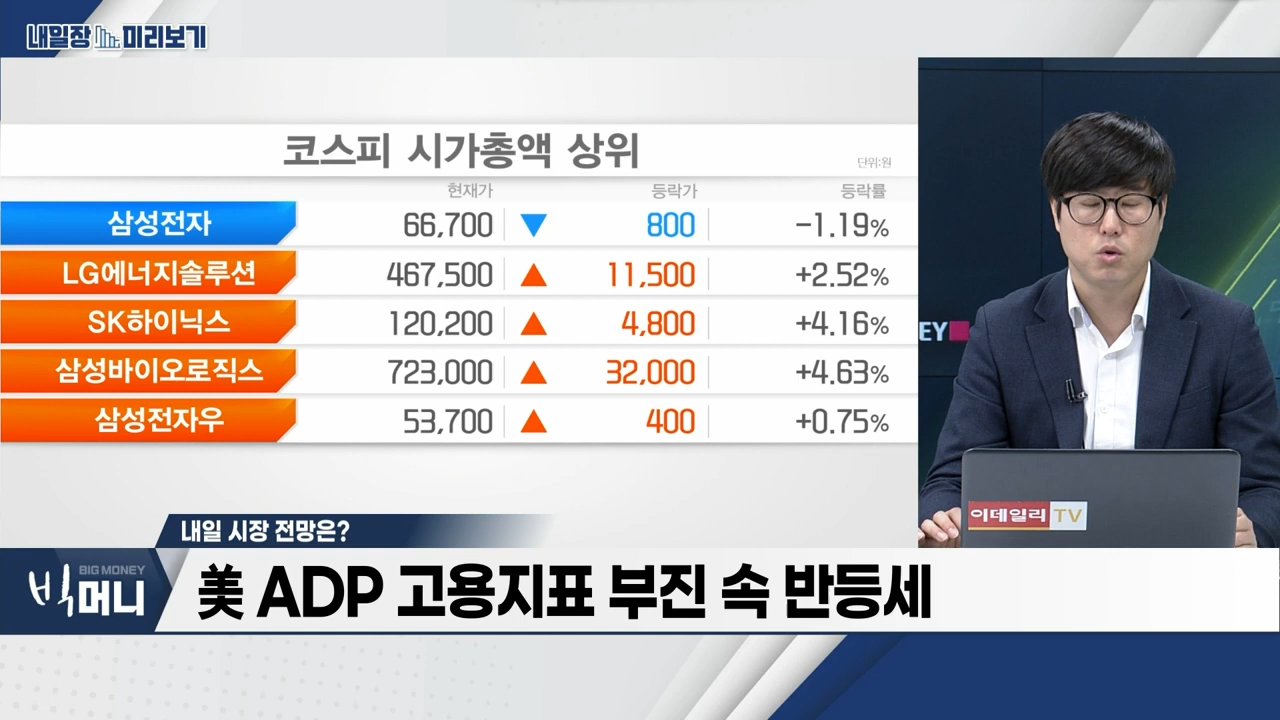 내일장 미리보기
코스피 시가총액 상위
단위:원
현재가 등락가 등락률
삼성전자 66,700 ▼ 800 -1.19%
LG에너지솔루션 467,500 ▲ 11,500 +2.52%
SK하이닉스 120,200 ▲ 4,800 +4.16%
삼성바이오로직스 723,000 ▲ 32,000 +4.63%
삼성전자우 53,700 ▲ 400 +0.75%
EY
이데일리TV
내일 시장 전망은?
BIG MONEY
빅머니
美 ADP 고용지표 부진 속 반등세